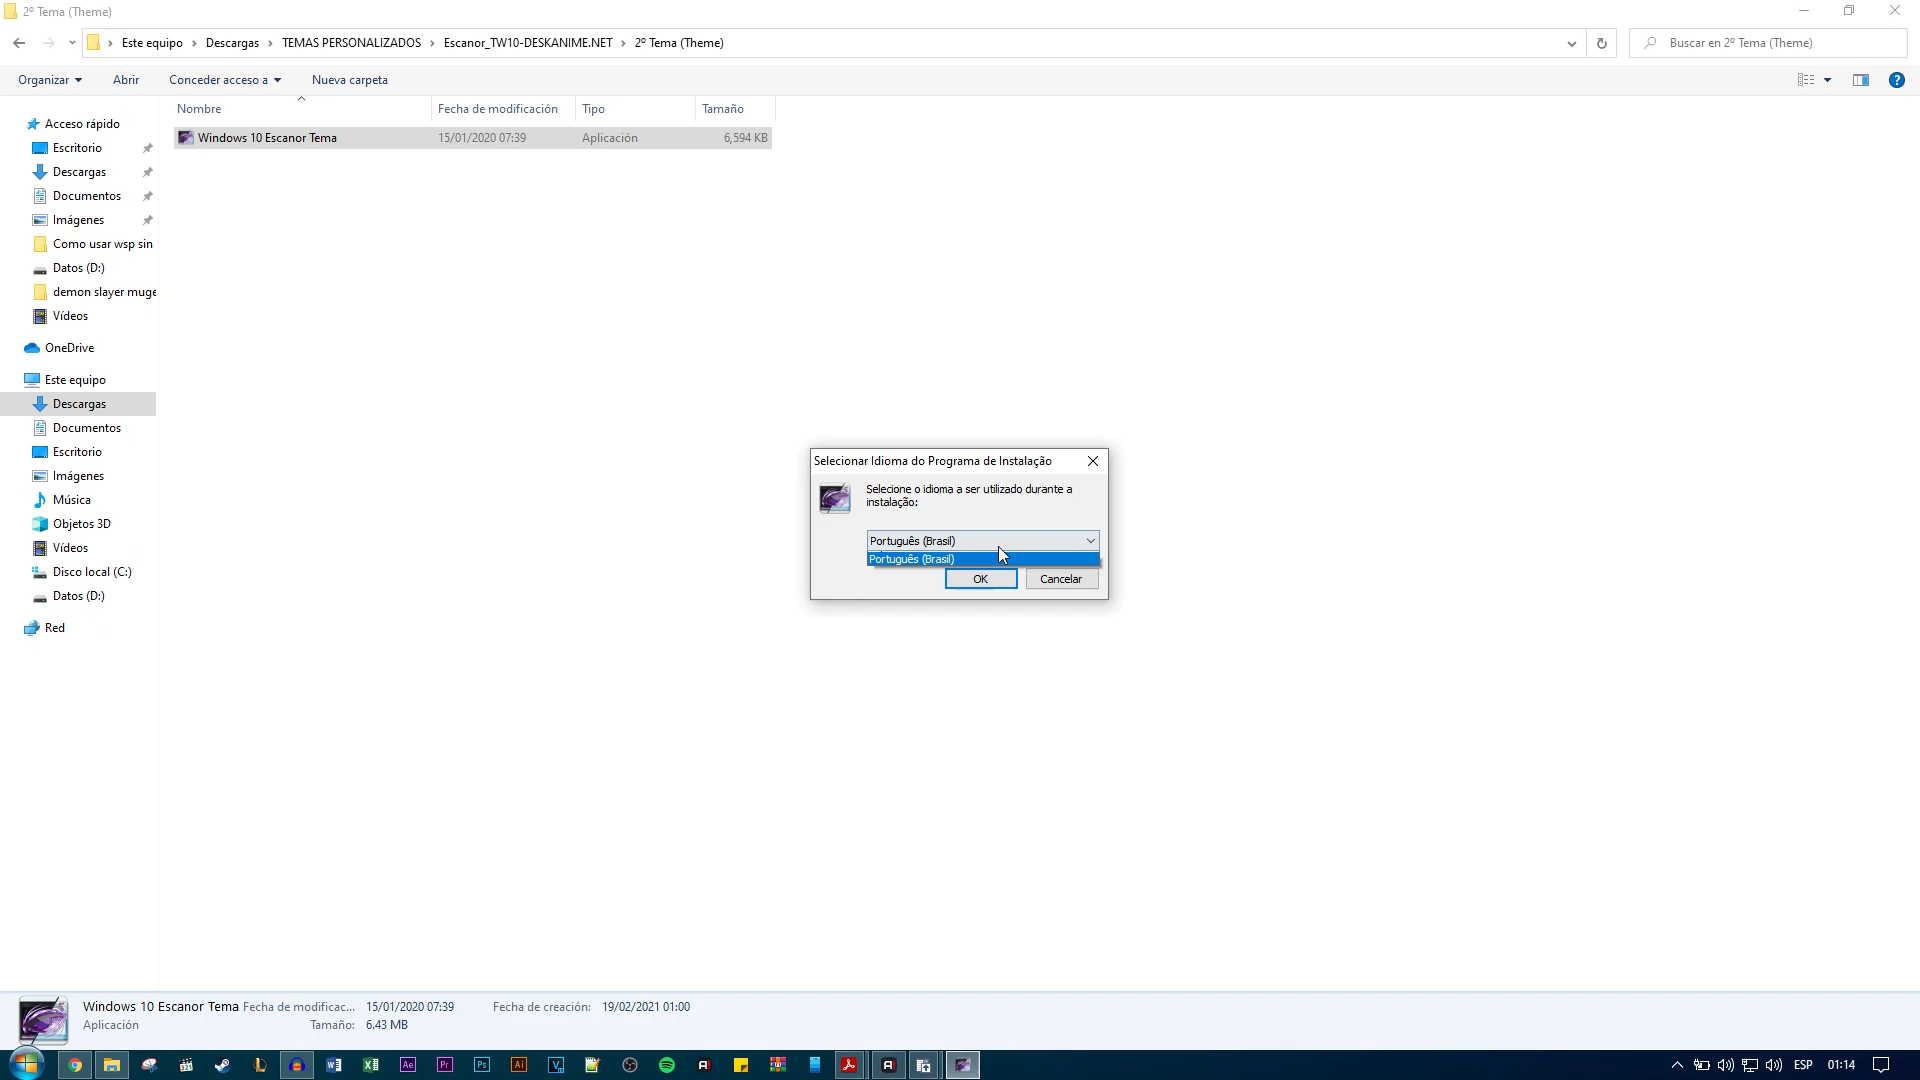 2º Tema (Theme)
Este equipo
Descargas
TEMAS PERSONALIZADOS
Escanor_TW10-DESKANIME.NET
2º Tema (Theme)
Buscar en 2º Tema (Theme)
Organizar
Abrir
Conceder acceso a
Nueva carpeta
Nombre
Fecha de modificación
Tipo
Tamaño
Windows 10 Escanor Tema
15/01/2020 07:39
Aplicación
6,594 KB
Acceso rápido
Escritorio
Descargas
Documentos
Imágenes
Como usar wsp sin
Datos (D:)
demon slayer muge
Vídeos
OneDrive
Este equipo
Descargas
Documentos
Escritorio
Imágenes
Música
Objetos 3D
Vídeos
Disco local (C:)
Datos (D:)
Red
Selecionar Idioma do Programa de Instalação
Selecione o idioma a ser utilizado durante a
instalação:
Português (Brasil)
Português (Brasil)
OK
Cancelar
Windows 10 Escanor Tema
Fecha de modificac...
15/01/2020 07:39
Fecha de creación:
19/02/2021 01:00
Aplicación
Tamaño:
6.43 MB
Ae
Pr
Ps
Ai
ESP
01:14